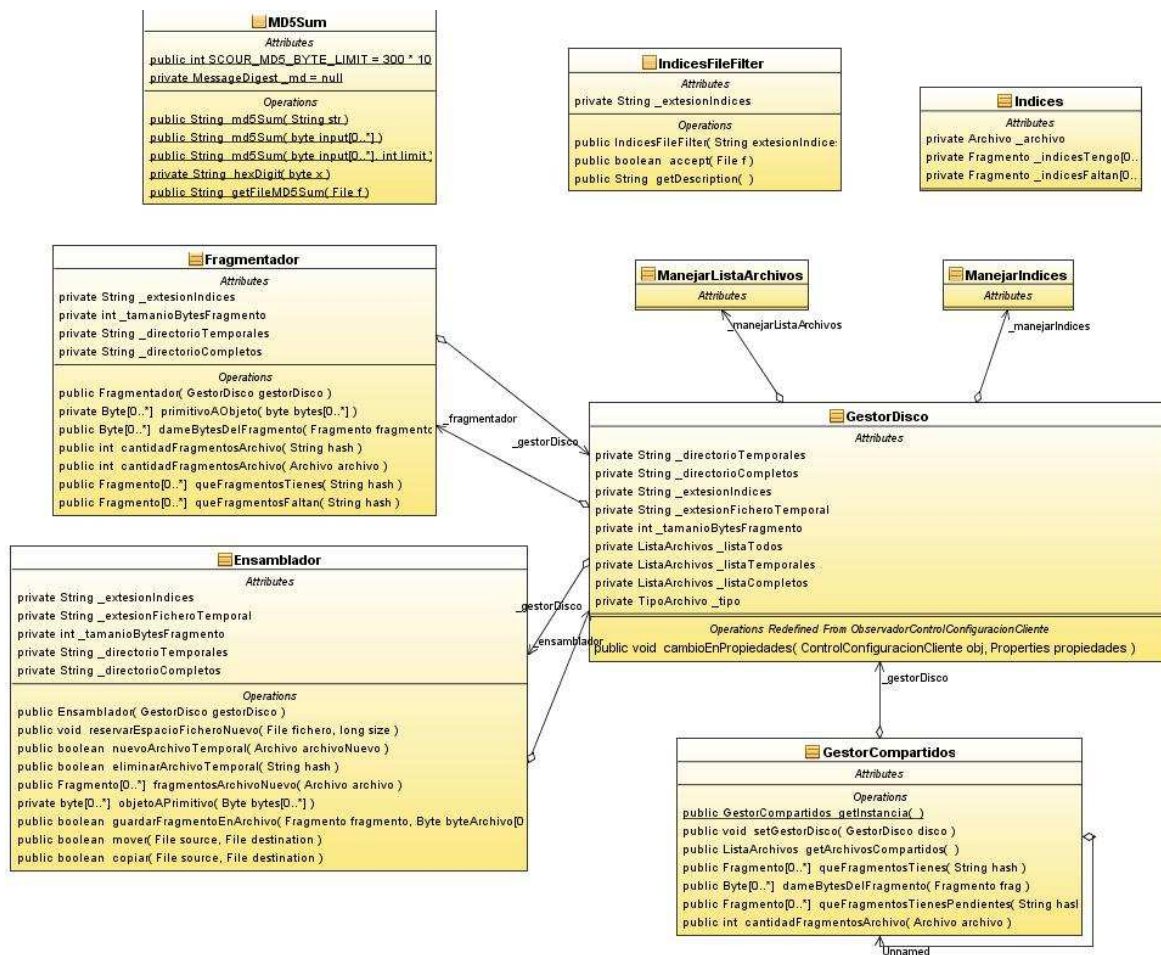 MD5Sum
Attributes
public int SCOUR_MD5_BYTE_LIMIT = 300 * 10
private MessageDigest _md = null
Operations
public String md5Sum( String str )
public String md5Sum( byte input[0..*] )
public String md5Sum( byte input[0..*], int limit )
private String hexDigit( byte x )
public String getFileMD5Sum( File f )
IndicesFileFilter
Attributes
private String _extesionIndices
Operations
public IndicesFileFilter( String extesionIndice:
public boolean accept( File f )
public String getDescription( )
Indices
Attributes
private Archivo _archivo
private Fragmento _indicesTengo[0..
private Fragmento _indicesFaltan[0..
Fragmentador
Attributes
private String _extesionIndices
private int _tamanioBytesFragmento
private String _directorioTemporales
private String _directorioCompletos
Operations
public Fragmentador( GestorDisco gestorDisco )
private Byte[0..*] primitivoAObjeto( byte bytes[0..*] )
public Byte[0..*] dameBytesDelFragmento( Fragmento fragmento
public int cantidadFragmentosArchivo( String hash )
public int cantidadFragmentosArchivo( Archivo archivo )
public Fragmento[0..*] queFragmentosTienes( String hash )
public Fragmento[0..*] queFragmentosFaltan( String hash )
ManejarListaArchivos
Attributes
ManejarIndices
Attributes
_manejarListaArchivos
_manejarIndices
_fragmentador
_gestorDisco
GestorDisco
Attributes
private String _directorioTemporales
private String _directorioCompletos
private String _extesionIndices
private String _extesionFicheroTemporal
private int _tamanioBytesFragmento
private ListaArchivos _listaTodos
private ListaArchivos _listaTemporales
private ListaArchivos _listaCompletos
private TipoArchivo _tipo
Operations Redefined From ObservadorControlConfiguracionCliente
public void cambioEnPropiedades( ControlConfiguracionCliente obj, Properties propiedades )
Ensamblador
Attributes
private String _extesionIndices
private String _extesionFicheroTemporal
private int _tamanioBytesFragmento
private String _directorioTemporales
private String _directorioCompletos
Operations
public Ensamblador( GestorDisco gestorDisco )
public void reservarEspacioFicheroNuevo( File fichero, long size )
public boolean nuevoArchivoTemporal( Archivo archivoNuevo )
public boolean eliminarArchivoTemporal( String hash )
public Fragmento[0..*] fragmentosArchivoNuevo( Archivo archivo )
private byte[0..*] objetoAPrimitivo( Byte bytes[0..*] )
public boolean guardarFragmentoEnArchivo( Fragmento fragmento, Byte byteArchivo[0
public boolean mover( File source, File destination )
public boolean copiar( File source, File destination )
_gestorDisco
_ensamblador
_gestorDisco
GestorCompartidos
Attributes
Operations
public GestorCompartidos getInstancia( )
public void setGestorDisco( GestorDisco disco )
public ListaArchivos getArchivosCompartidos( )
public Fragmento[0..*] queFragmentosTienes( String hash )
public Byte[0..*] dameBytesDelFragmento( Fragmento frag )
public Fragmento[0..*] queFragmentosTienesPendientes( String hasl
public int cantidadFragmentosArchivo( Archivo archivo )
Unnamed